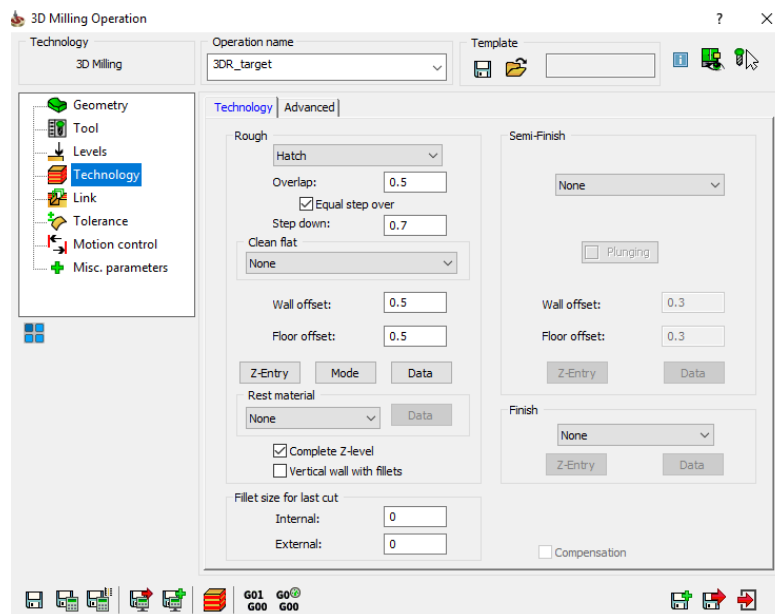 3D Milling Operation
?
Technology
3D Milling
Operation name
3DR_target
Template
Geometry
Tool
Levels
Technology
Link
Tolerance
Motion control
Misc. parameters
Technology
Advanced
Rough
Hatch
Overlap:
0.5
Equal step over
Step down:
0.7
Clean flat
None
Wall offset:
0.5
Floor offset:
0.5
Z-Entry
Mode
Data
Rest material
None
Data
Complete Z-level
Vertical wall with fillets
Fillet size for last cut
Internal:
0
External:
0
Semi-Finish
None
Plunging
Wall offset:
0.3
Floor offset:
0.3
Z-Entry
Data
Finish
None
Z-Entry
Data
Compensation
G01 G0
G00 G00